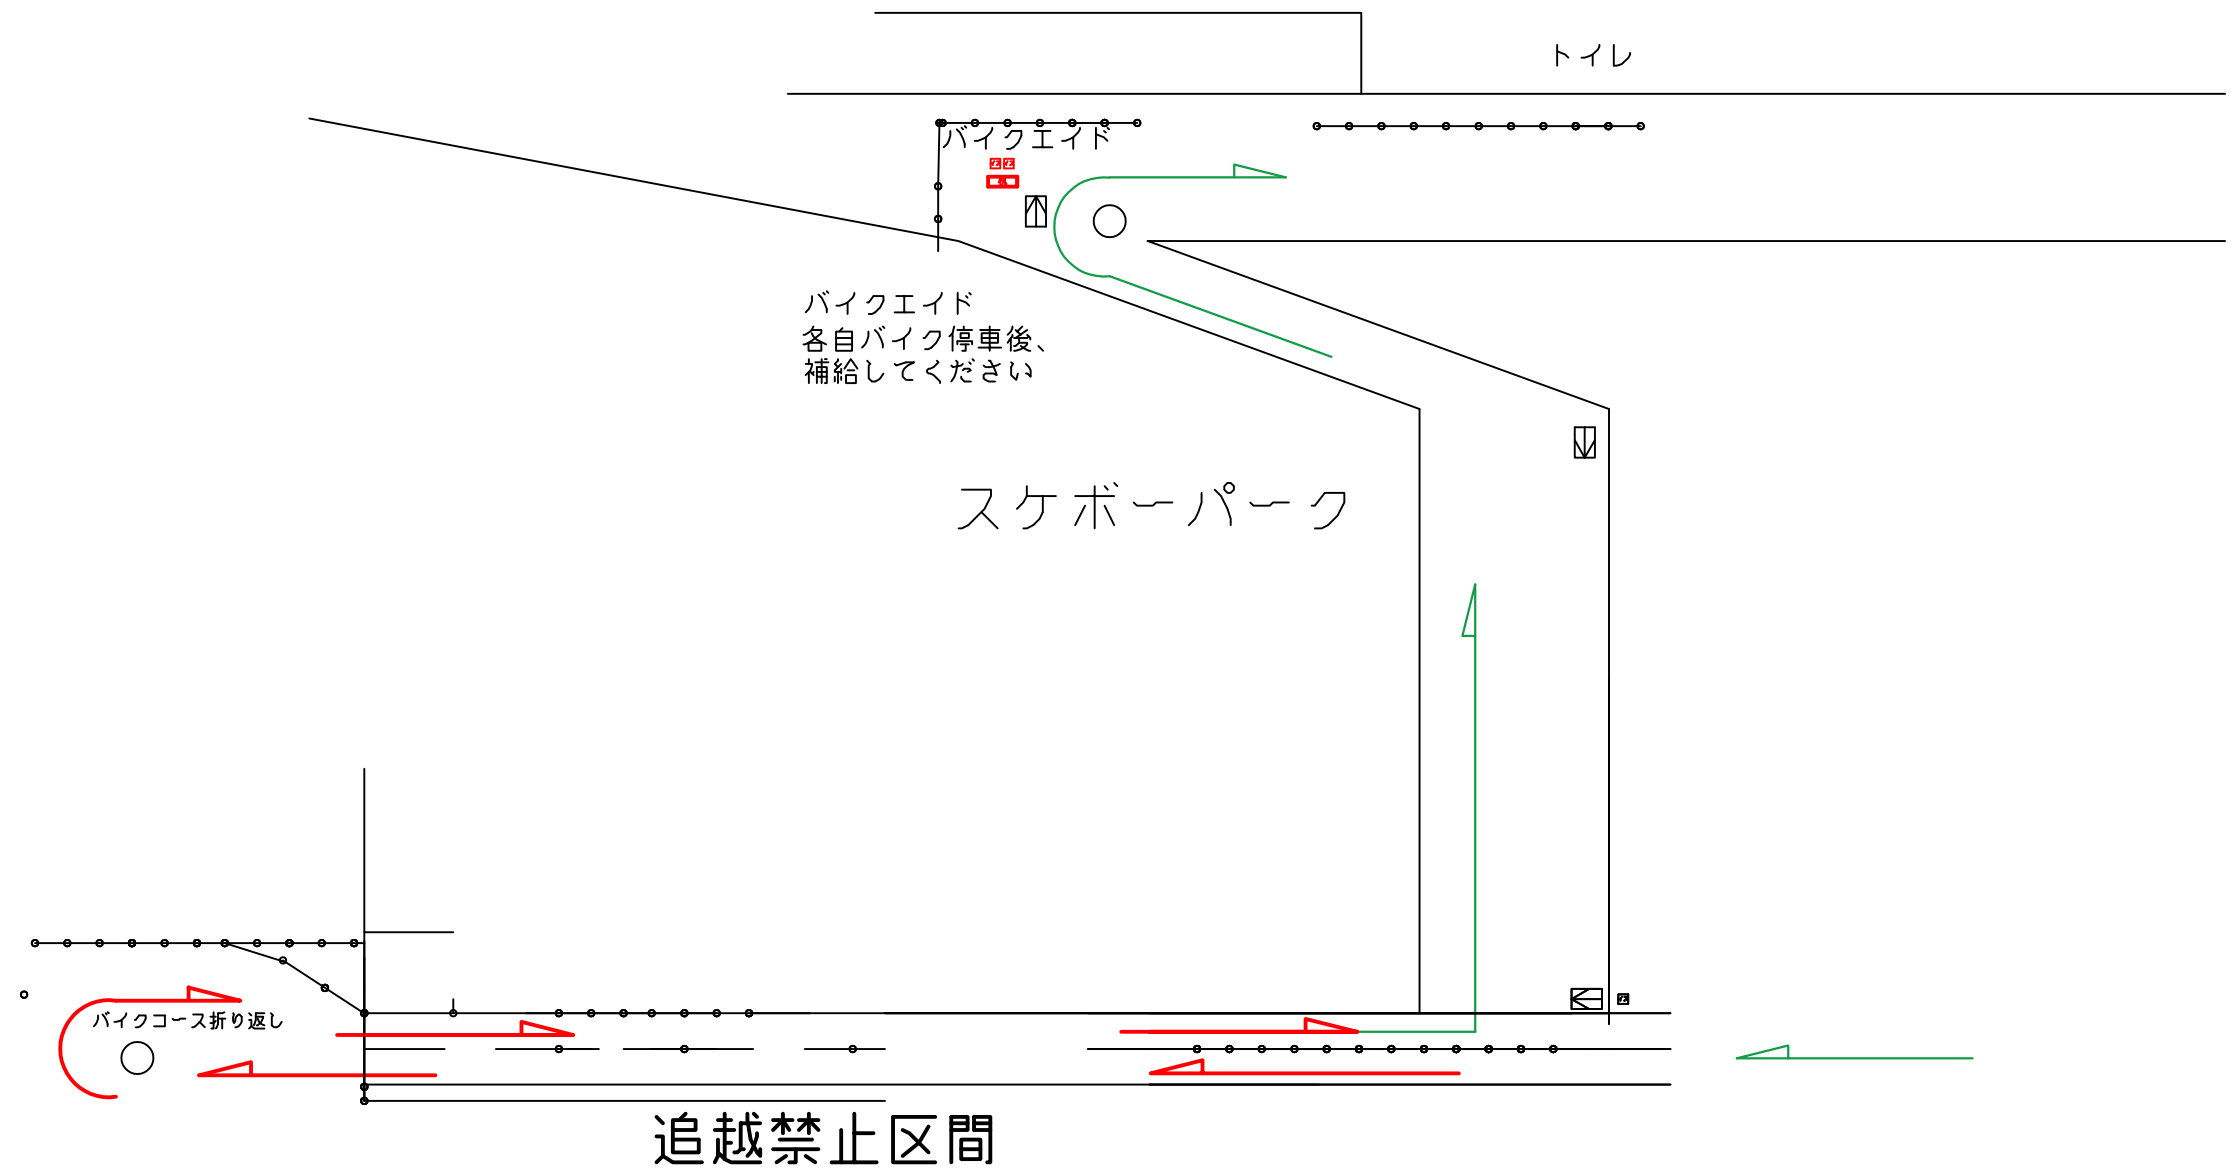 トイレ
バイクエイド
バイクエイド
各自バイク停車後、
補給してください
スケボーパーク
バイクコース折り返し
追越禁止区間